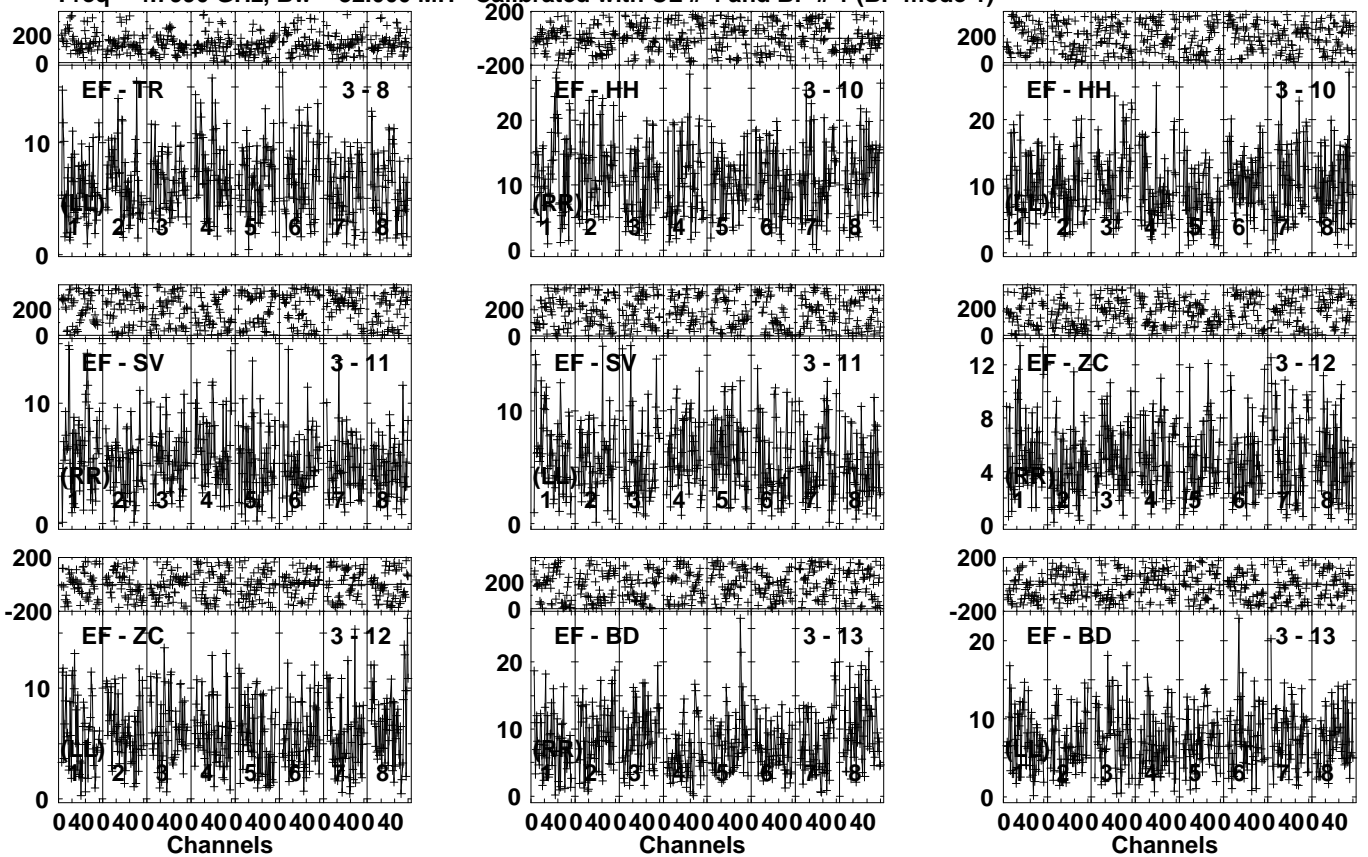 200 0 200 -200 200 0
EF - TR 3 - 8 EF - HH 3 - 10 EF - HH 3 - 10
10 0 20 10 0 20 10 0
(LL) (RR) (LL)
1 2 3 4 5 6 7 8 1 2 3 4 5 6 7 8 1 2 3 4 5 6 7 8
200 0 200 0 200 0
EF - SV 3 - 11 EF - SV 3 - 11 EF - ZC 3 - 12
10 0 10 0 12 8 4 0
(RR) (LL) (RR)
1 2 3 4 5 6 7 8 1 2 3 4 5 6 7 8 1 2 3 4 5 6 7 8
200 -200 200 0 200 -200
EF - ZC 3 - 12 EF - BD 3 - 13 EF - BD 3 - 13
10 0 20 10 0 20 10 0
(LL) (RR) (LL)
1 2 3 4 5 6 7 8 1 2 3 4 5 6 7 8 1 2 3 4 5 6 7 8
0 40 0 40 0 40 0 40 0 40 0 40 0 40 0 40 0 40 0 40 0 40 0 40 0 40 0 40 0 40 0 40 0 40 0 40 0 40 0 40 0 40 0 40 0 40 0 40
Channels Channels Channels